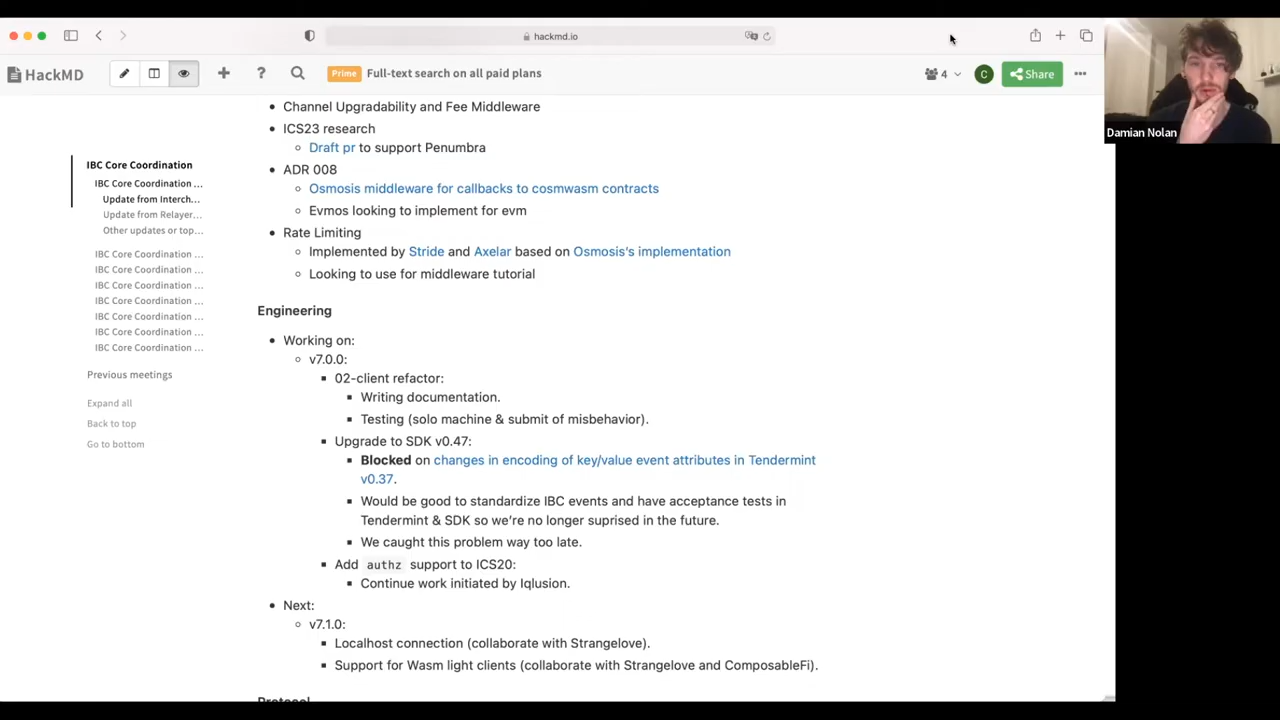 hackmd.io
HackMD
Prime Full-text search on all paid plans
4
C
Share
Damian Nolan
IBC Core Coordination
IBC Core Coordination ...
Update from Interch...
Update from Relayer...
Other updates or top...
IBC Core Coordination ...
IBC Core Coordination ...
IBC Core Coordination ...
IBC Core Coordination ...
IBC Core Coordination ...
IBC Core Coordination ...
IBC Core Coordination ...
Previous meetings
Expand all
Back to top
Go to bottom
Channel Upgradability and Fee Middleware
ICS23 research
Draft pr to support Penumbra
ADR 008
Osmosis middleware for callbacks to cosmwasm contracts
Evmos looking to implement for evm
Rate Limiting
Implemented by Stride and Axelar based on Osmosis's implementation
Looking to use for middleware tutorial
Engineering
Working on:
v7.0.0:
02-client refactor:
Writing documentation.
Testing (solo machine & submit of misbehavior).
Upgrade to SDK v0.47:
Blocked on changes in encoding of key/value event attributes in Tendermint
v0.37.
Would be good to standardize IBC events and have acceptance tests in
Tendermint & SDK so we're no longer suprised in the future.
We caught this problem way too late.
Add authz support to ICS20:
Continue work initiated by Iqlusion.
Next:
v7.1.0:
Localhost connection (collaborate with Strangelove).
Support for Wasm light clients (collaborate with Strangelove and ComposableFi).
Protocol